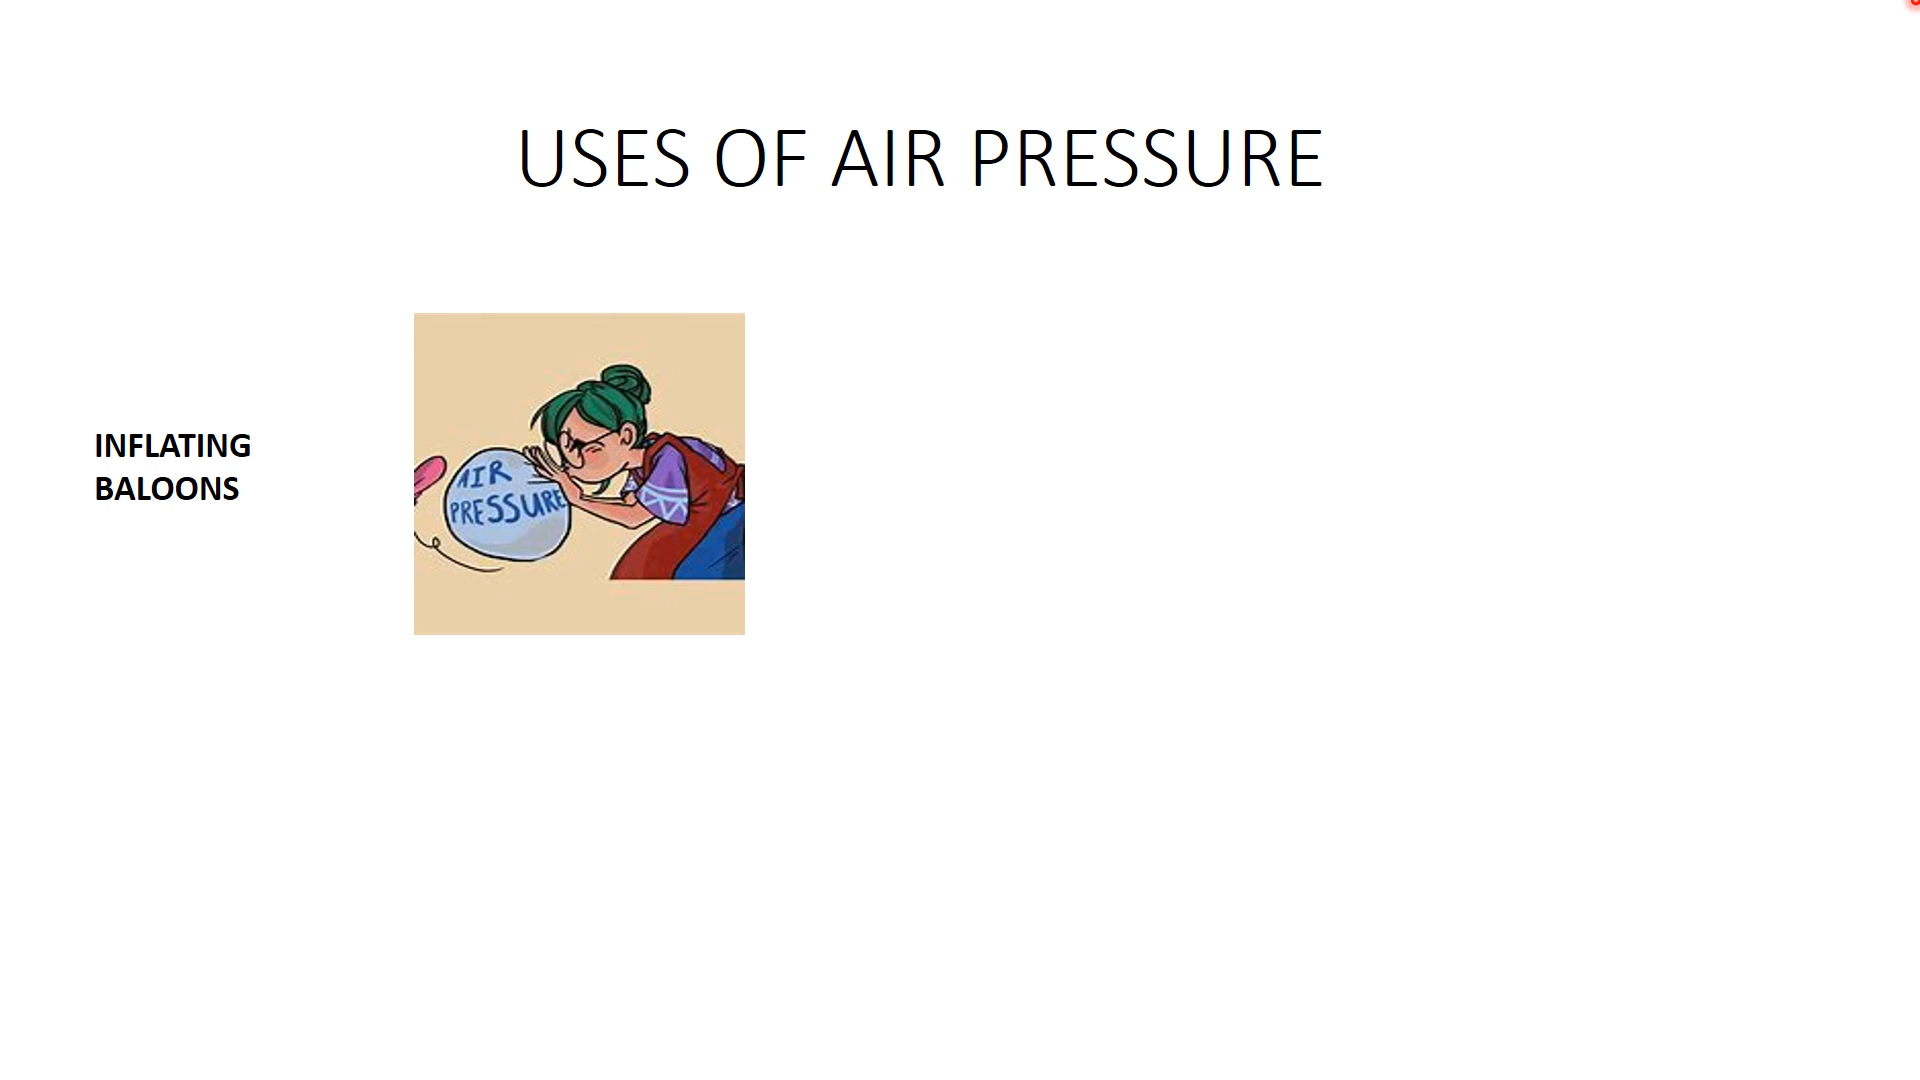 USES OF AIR PRESSURE
INFLATING
BALOONS
AIR
PRESSURE